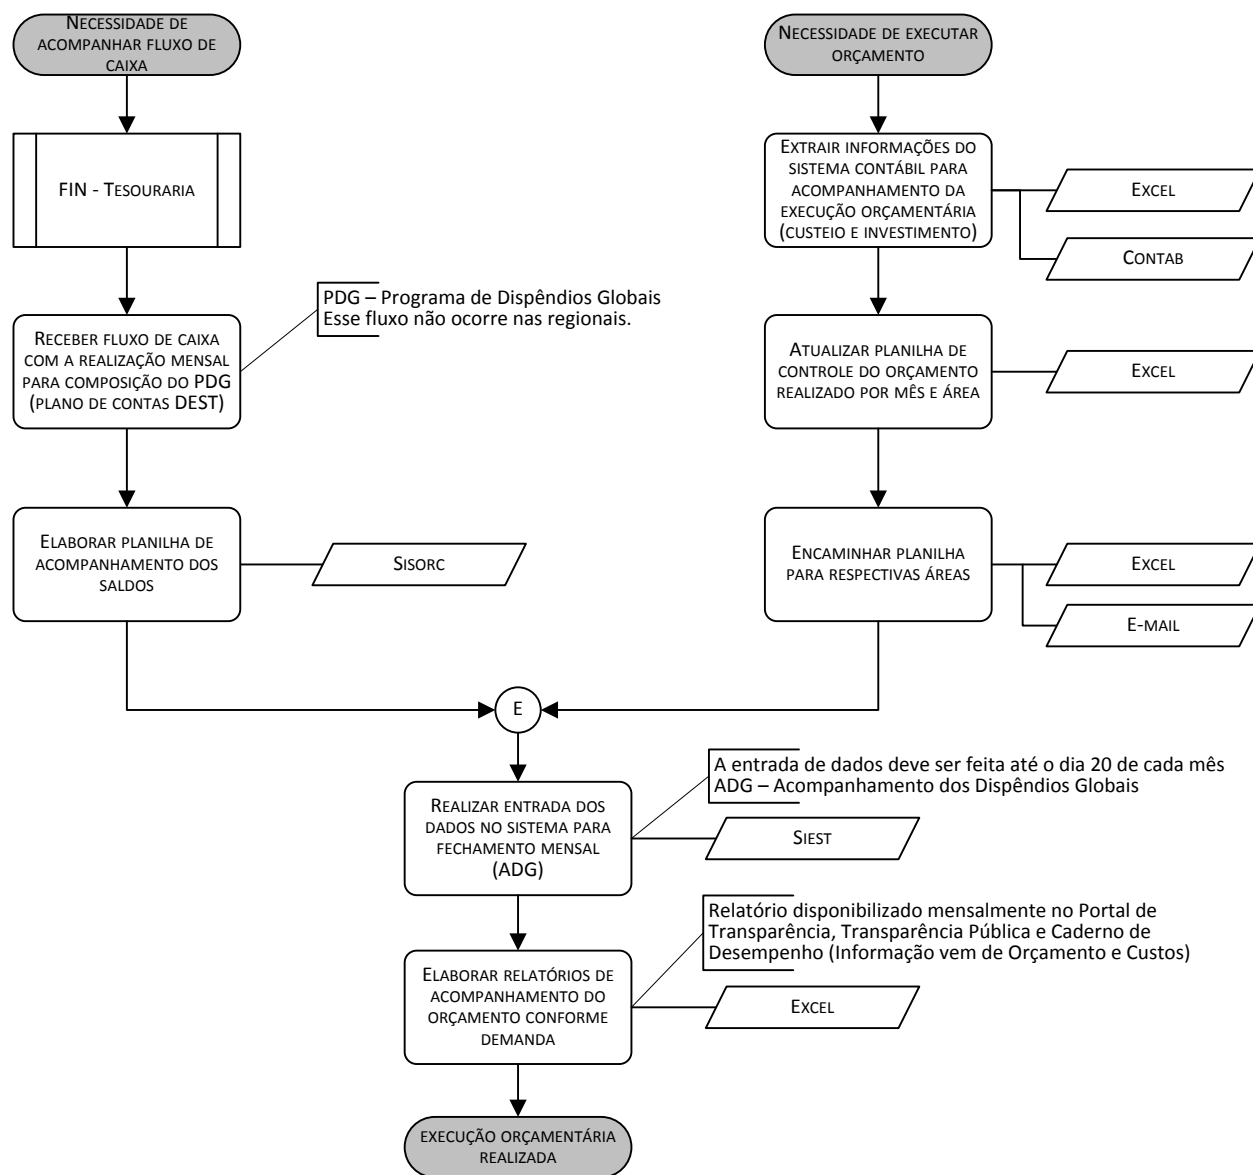 NECESSIDADE DE
ACOMPANHAR FLUXO DE
CAIXA
FIN - TESOURARIA
RECEBER FLUXO DE CAIXA
COM A REALIZAÇÃO MENSAL
PARA COMPOSIÇÃO DO PDG
(PLANO DE CONTAS DEST)
PDG – Programa de Dispêndios Globais
Esse fluxo não ocorre nas regionais.
ELABORAR PLANILHA DE
ACOMPANHAMENTO DOS
SALDOS
SISORC
NECESSIDADE DE EXECUTAR
ORÇAMENTO
EXTRAIR INFORMAÇÕES DO
SISTEMA CONTÁBIL PARA
ACOMPANHAMENTO DA
EXECUÇÃO ORÇAMENTÁRIA
(CUSTEIO E INVESTIMENTO)
EXCEL
CONTAB
ATUALIZAR PLANILHA DE
CONTROLE DO ORÇAMENTO
REALIZADO POR MÊS E ÁREA
EXCEL
ENCAMINHAR PLANILHA
PARA RESPECTIVAS ÁREAS
EXCEL
E-MAIL
E
REALIZAR ENTRADA DOS
DADOS NO SISTEMA PARA
FECHAMENTO MENSAL
(ADG)
A entrada de dados deve ser feita até o dia 20 de cada mês
ADG – Acompanhamento dos Dispêndios Globais
SIEST
ELABORAR RELATÓRIOS DE
ACOMPANHAMENTO DO
ORÇAMENTO CONFORME
DEMANDA
Relatório disponibilizado mensalmente no Portal de
Transparência, Transparência Pública e Caderno de
Desempenho (Informação vem de Orçamento e Custos)
EXCEL
EXECUÇÃO ORÇAMENTÁRIA
REALIZADA